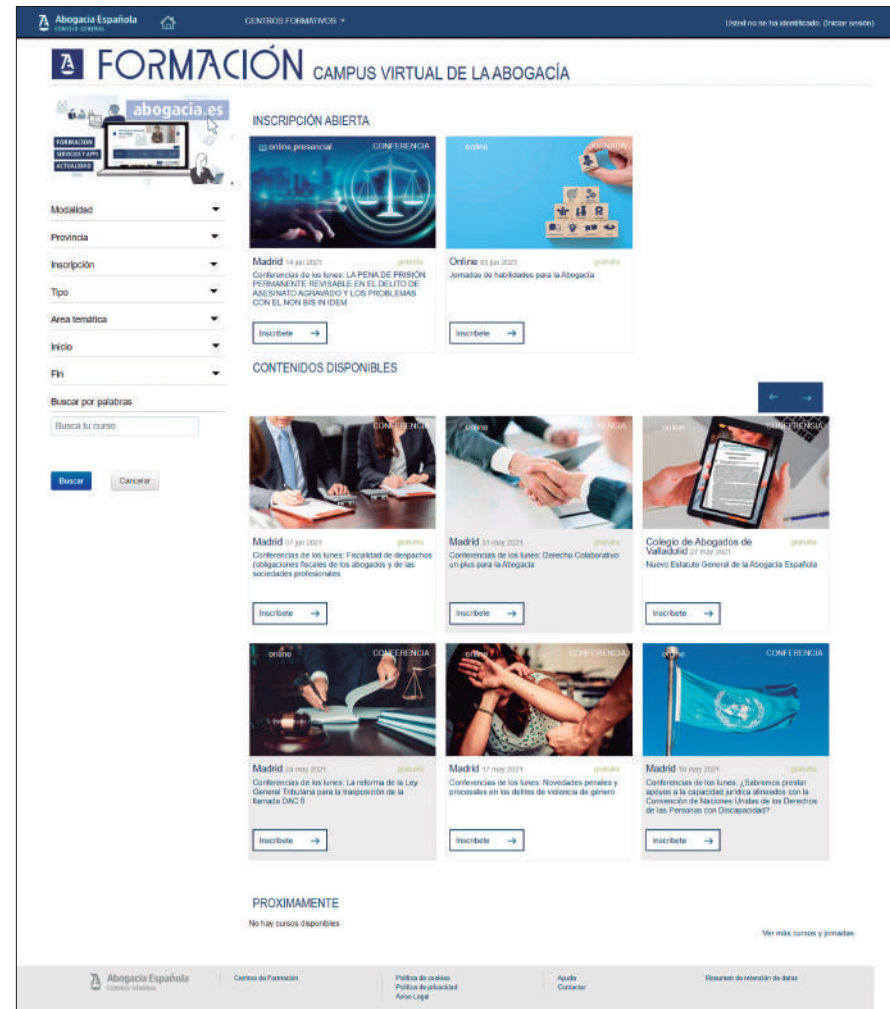 Abogacía Española
CONSEJO GENERAL
CENTROS FORMATIVOS
Usted no se ha identificado. (Iniciar sesión)
FORMACIÓN CAMPUS VIRTUAL DE LA ABOGACÍA
abogacía.es
FORMACION
SERVICIOS Y APPS
ACTUALIDAD
Modalidad
Provincia
Inscripción
Tipo
Area temática
Inicio
Fin
Buscar por palabras
Busca tu curso
Buscar
Cancelar
INSCRIPCIÓN ABIERTA
online,presencial
CONFERENCIA
Madrid 14 jun 2021
gratuita
Conferencias de los lunes: LA PENA DE PRISIÓN
PERMANENTE REVISABLE EN EL DELITO DE
ASESINATO AGRAVADO Y LOS PROBLEMAS
CON EL NON BIS IN IDEM
Inscríbete
online
JORNADA
Online 03 jun 2021
gratuita
Jornadas de habilidades para la Abogacía
Inscríbete
CONTENIDOS DISPONIBLES
online
CONFERENCIA
Madrid 07 jun 2021
gratuita
Conferencias de los lunes: Fiscalidad de despachos
(obligaciones fiscales de los abogados y de las
sociedades profesionales
Inscríbete
online
CONFERENCIA
Madrid 31 may 2021
gratuita
Conferencias de los lunes: Derecho Colaborativo:
un plus para la Abogacía
Inscríbete
online
CONFERENCIA
Colegio de Abogados de
Valladolid 27 may 2021
gratuita
Nuevo Estatuto General de la Abogacía Española
Inscríbete
online
CONFERENCIA
Madrid 24 may 2021
gratuita
Conferencias de los lunes: La reforma de la Ley
General Tributaria para la trasposición de la
llamada DAC 6
Inscríbete
online
CONFERENCIA
Madrid 17 may 2021
gratuita
Conferencias de los lunes: Novedades penales y
procesales en los delitos de violencia de género
Inscríbete
online
CONFERENCIA
Madrid 10 may 2021
gratuita
Conferencias de los lunes: ¿Sabremos prestar
apoyos a la capacidad jurídica alineados con la
Convención de Naciones Unidas de los Derechos
de las Personas con Discapacidad?
Inscríbete
PROXIMAMENTE
No hay cursos disponibles
Ver más cursos y jornadas
Abogacía Española
CONSEJO GENERAL
Centros de Formación
Política de cookies
Política de privacidad
Aviso Legal
Ayuda
Contactar
Resumen de retención de datos